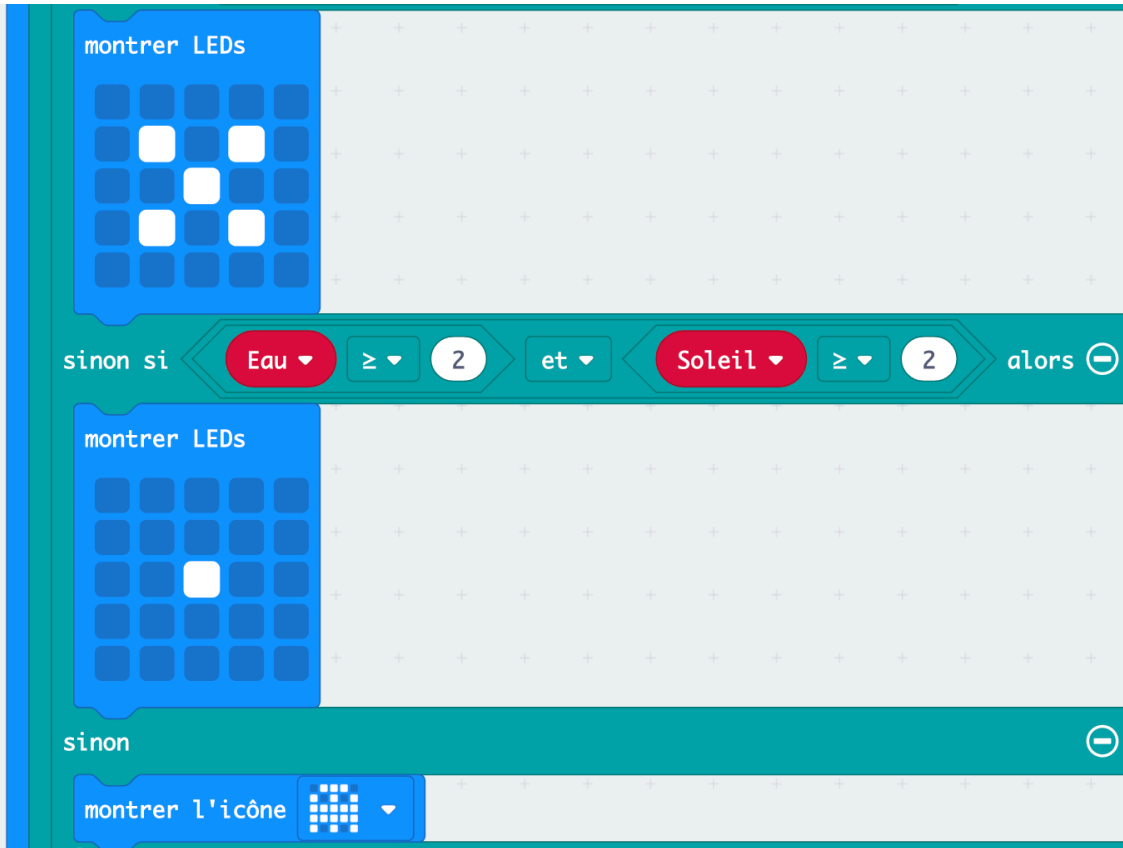 montrer LEDs
sinon si Eau ≥ 2 et Soleil ≥ 2 alors
montrer LEDs
sinon
montrer l'icône